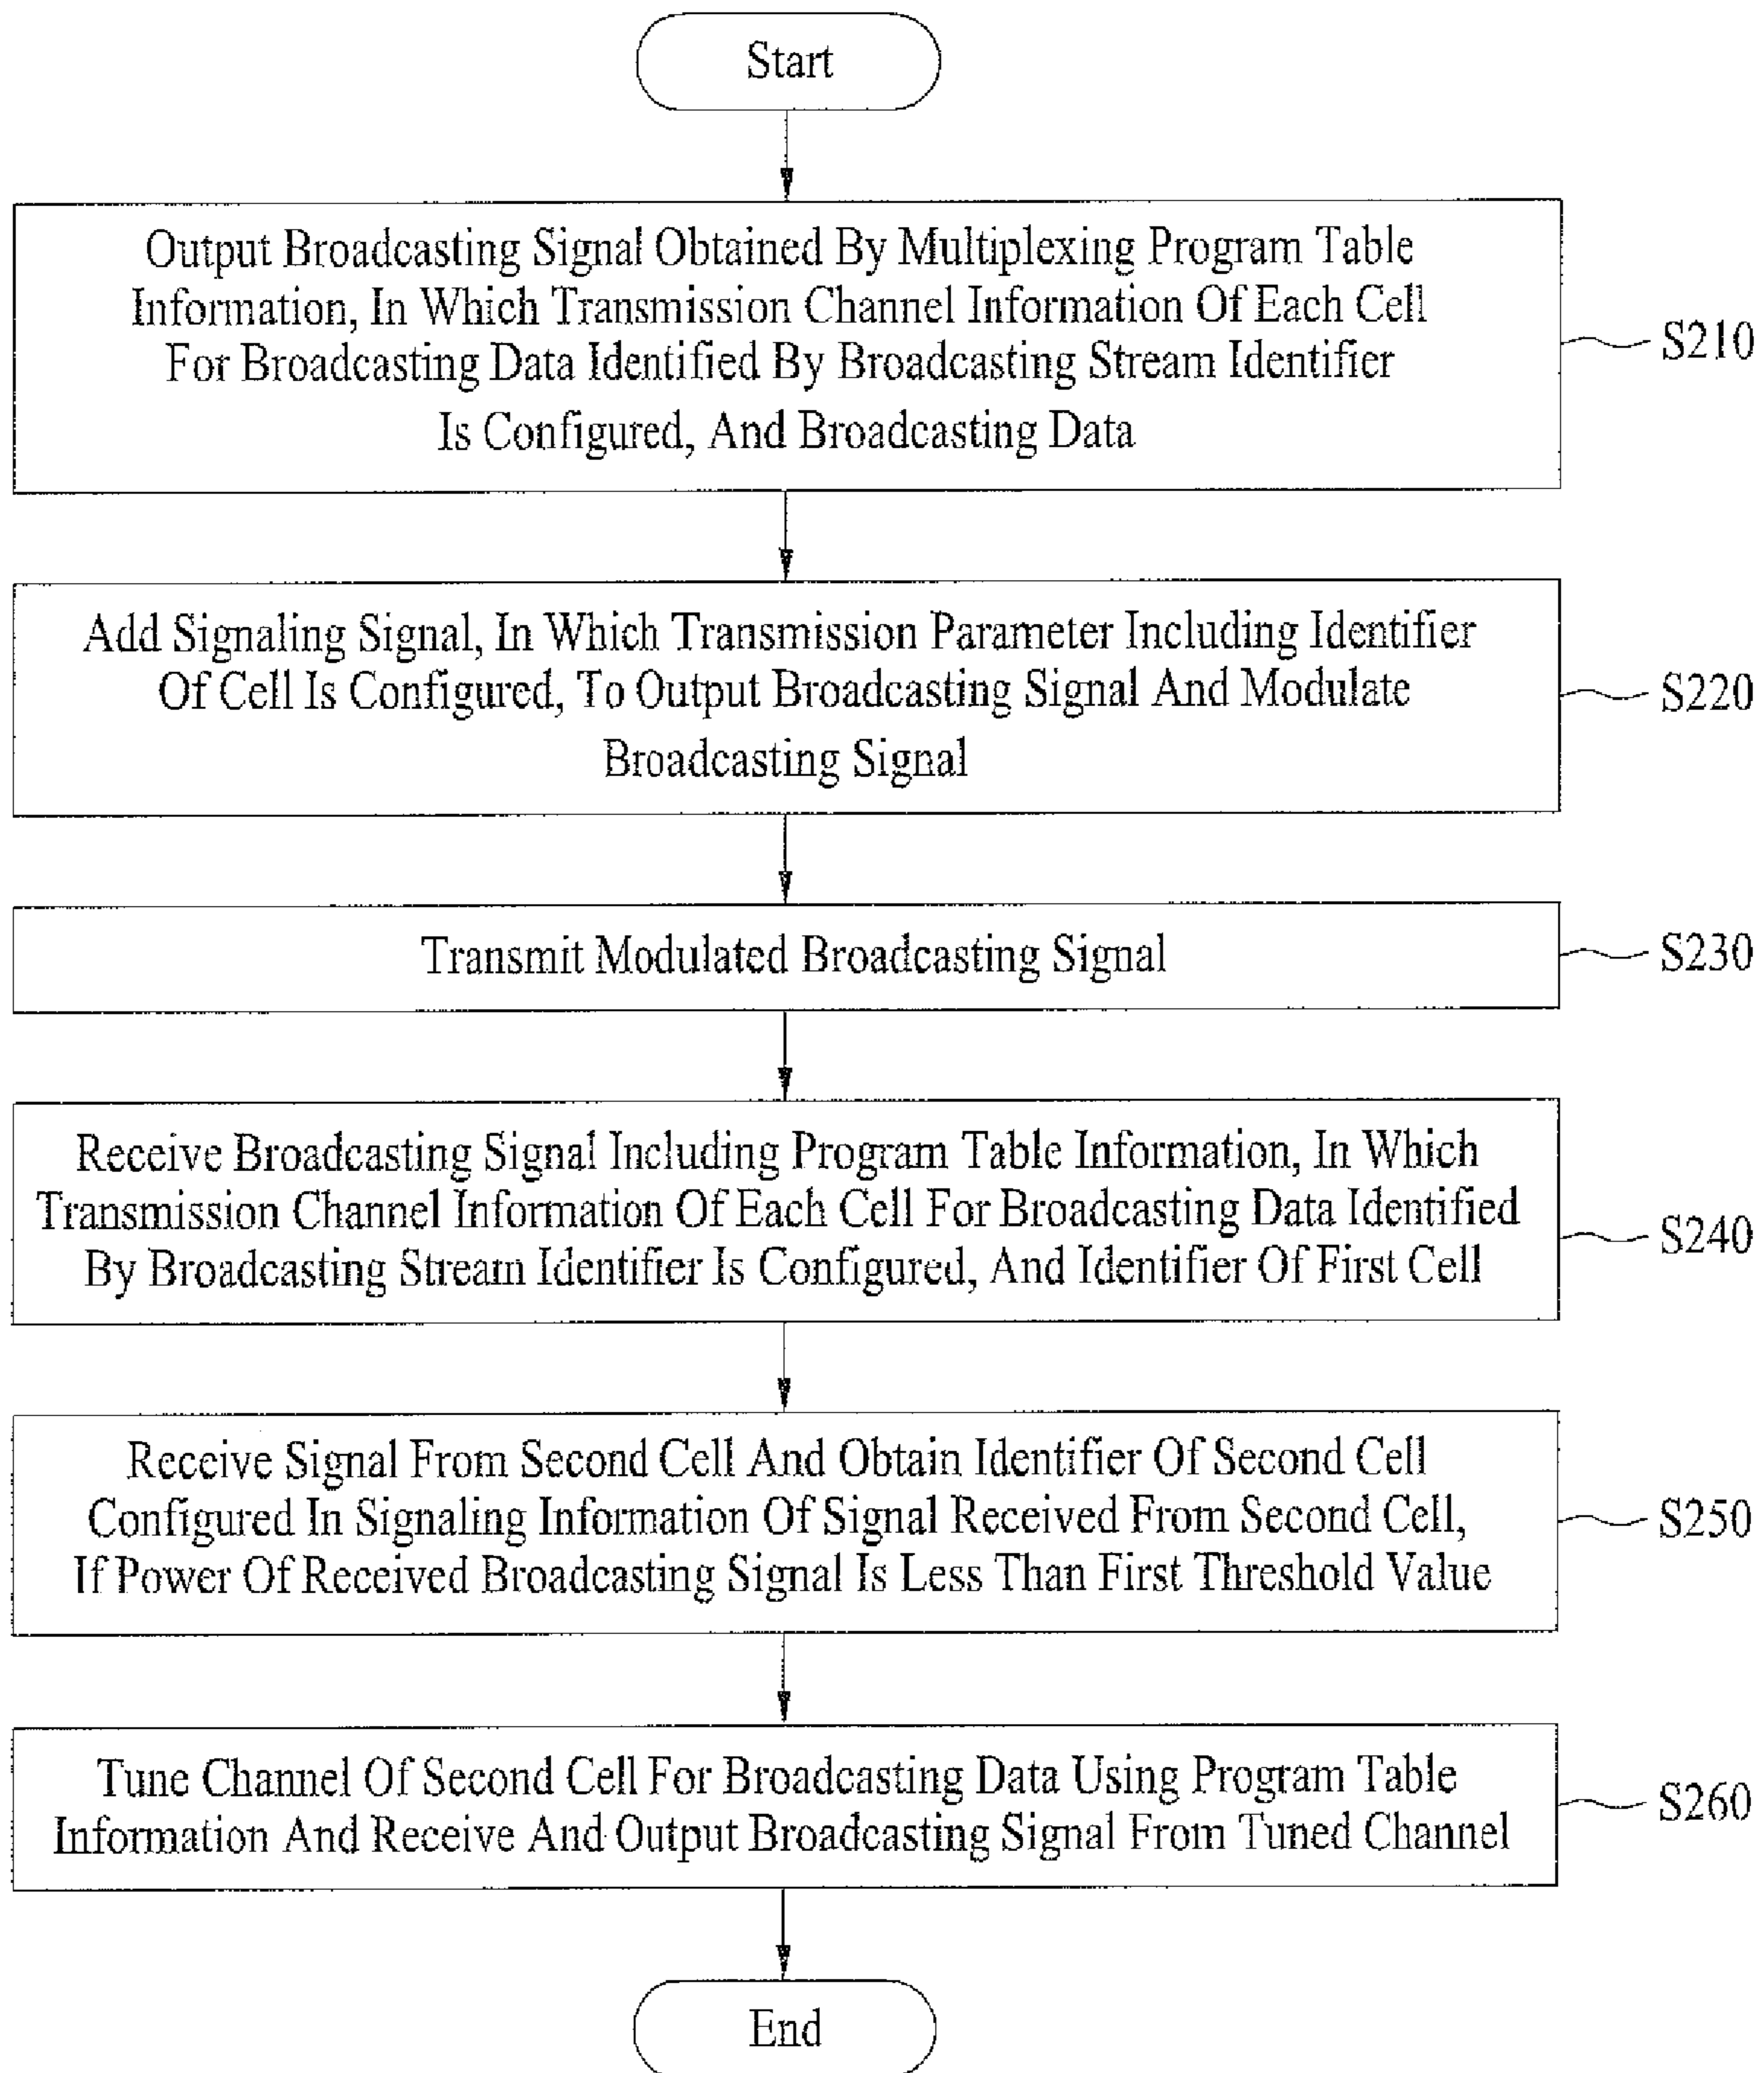 Start
Output Broadcasting Signal Obtained By Multiplexing Program Table
Information, In Which Transmission Channel Information Of Each Cell
For Broadcasting Data Identified By Broadcasting Stream Identifier
Is Configured, And Broadcasting Data
S210
Add Signaling Signal, In Which Transmission Parameter Including Identifier
Of Cell Is Configured, To Output Broadcasting Signal And Modulate
Broadcasting Signal
S220
Transmit Modulated Broadcasting Signal
S230
Receive Broadcasting Signal Including Program Table Information, In Which
Transmission Channel Information Of Each Cell For Broadcasting Data Identified
By Broadcasting Stream Identifier Is Configured, And Identifier Of First Cell
S240
Receive Signal From Second Cell And Obtain Identifier Of Second Cell
Configured In Signaling Information Of Signal Received From Second Cell,
If Power Of Received Broadcasting Signal Is Less Than First Threshold Value
S250
Tune Channel Of Second Cell For Broadcasting Data Using Program Table
Information And Receive And Output Broadcasting Signal From Tuned Channel
S260
End